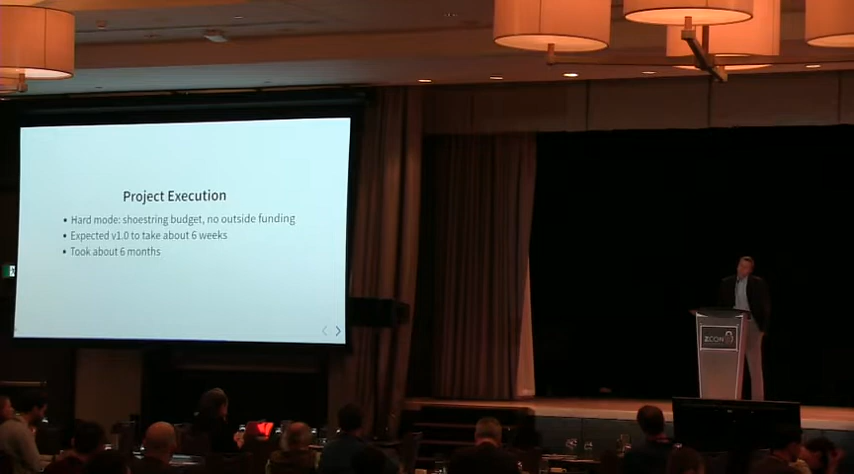 Project Execution
• Hard mode: shoestring budget, no outside funding
• Expected v1.0 to take about 6 weeks
• Took about 6 months
ZCON